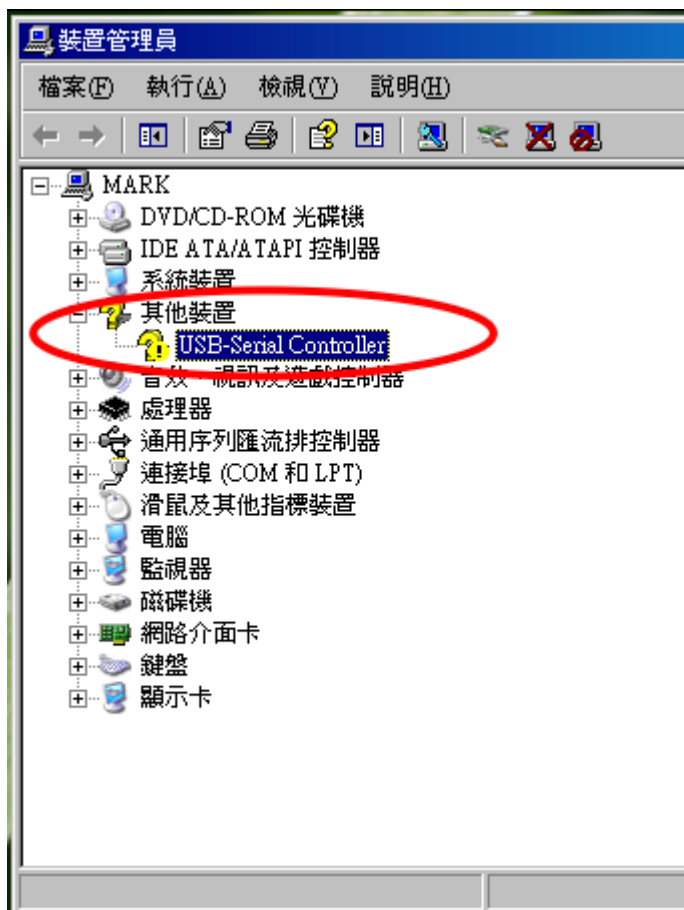 裝置管理員
檔案(F) 執行(A) 檢視(V) 說明(H)
MARK
DVD/CD-ROM 光碟機
IDE ATA/ATAPI 控制器
系統裝置
其他裝置
USB-Serial Controller
音效、視訊及遊戲控制器
處理器
通用序列匯流排控制器
連接埠 (COM 和 LPT)
滑鼠及其他指標裝置
電腦
監視器
磁碟機
網路介面卡
鍵盤
顯示卡